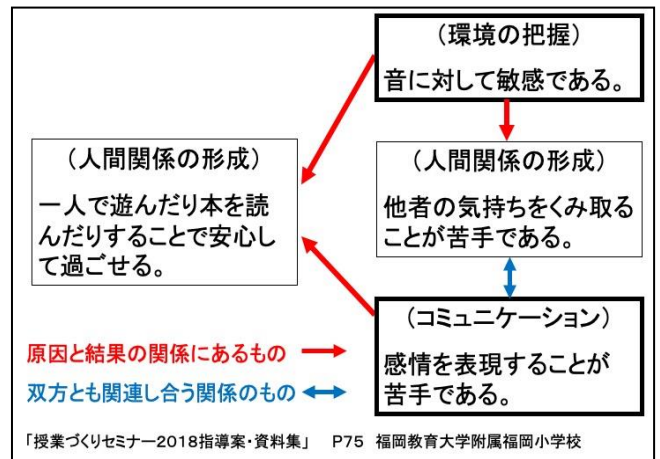 （環境の把握）
音に対して敏感である。
（人間関係の形成）
一人で遊んだり本を読
んだりすることで安心し
て過ごせる。
（人間関係の形成）
他者の気持ちをくみ取る
ことが苦手である。
（コミュニケーション）
感情を表現することが
苦手である。
原因と結果の関係にあるもの
双方とも関連し合う関係のもの
「授業づくりセミナー2018指導案・資料集」　P75　福岡教育大学附属福岡小学校